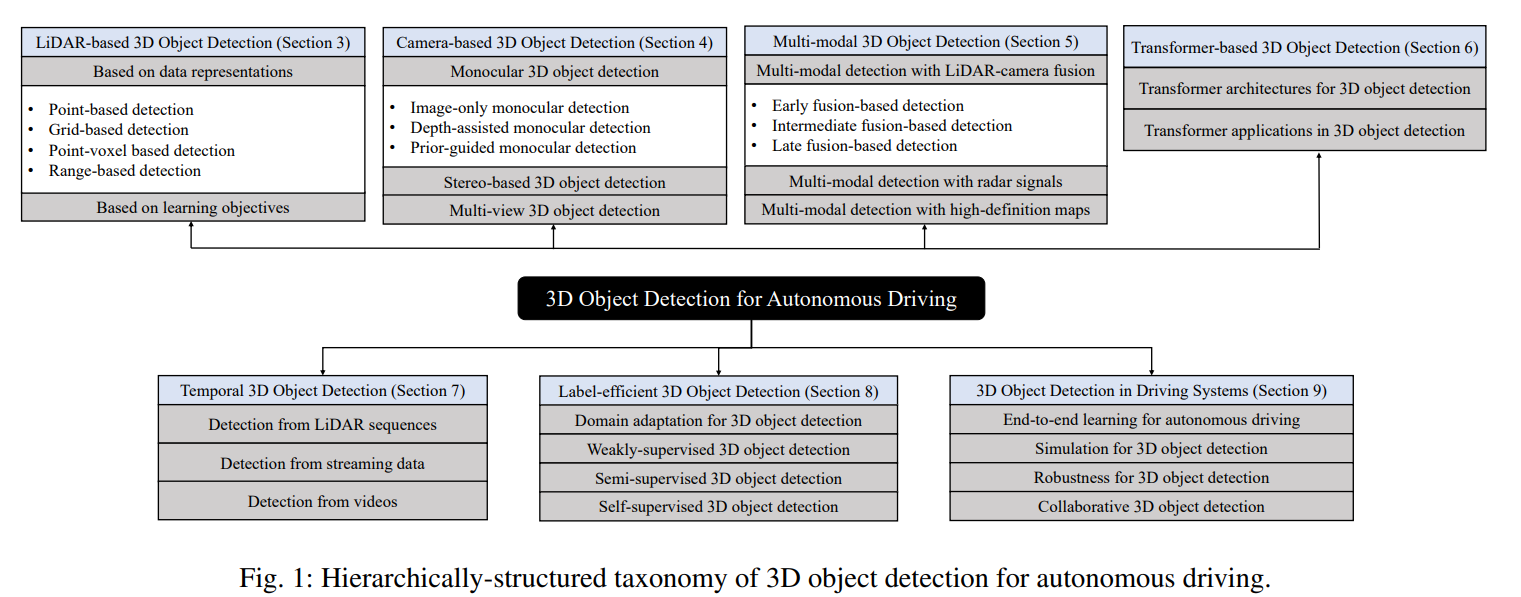 LiDAR-based 3D Object Detection (Section 3)
Based on data representations
• Point-based detection
• Grid-based detection
• Point-voxel based detection
• Range-based detection
Based on learning objectives
Camera-based 3D Object Detection (Section 4)
Monocular 3D object detection
• Image-only monocular detection
• Depth-assisted monocular detection
• Prior-guided monocular detection
Stereo-based 3D object detection
Multi-view 3D object detection
Multi-modal 3D Object Detection (Section 5)
Multi-modal detection with LiDAR-camera fusion
• Early fusion-based detection
• Intermediate fusion-based detection
• Late fusion-based detection
Multi-modal detection with radar signals
Multi-modal detection with high-definition maps
Transformer-based 3D Object Detection (Section 6)
Transformer architectures for 3D object detection
Transformer applications in 3D object detection
3D Object Detection for Autonomous Driving
Temporal 3D Object Detection (Section 7)
Detection from LiDAR sequences
Detection from streaming data
Detection from videos
Label-efficient 3D Object Detection (Section 8)
Domain adaptation for 3D object detection
Weakly-supervised 3D object detection
Semi-supervised 3D object detection
Self-supervised 3D object detection
3D Object Detection in Driving Systems (Section 9)
End-to-end learning for autonomous driving
Simulation for 3D object detection
Robustness for 3D object detection
Collaborative 3D object detection
Fig. 1: Hierarchically-structured taxonomy of 3D object detection for autonomous driving.